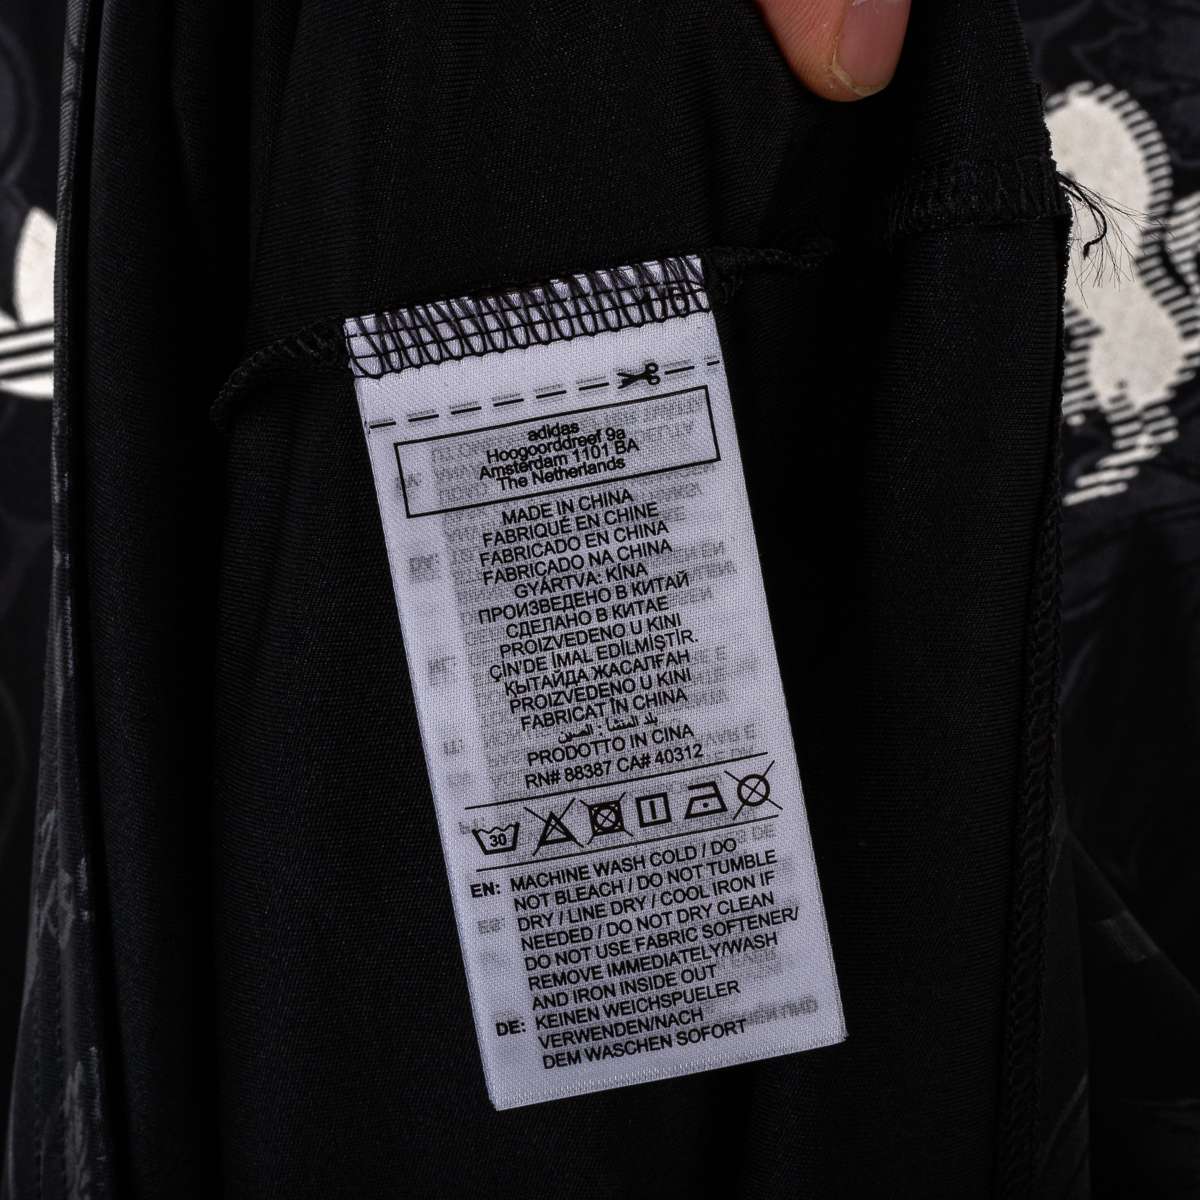 adidas
Hoogoorddreef 9a
Amsterdam 1101 BA
The Netherlands
MADE IN CHINA
FABRIQUÉ EN CHINE
FABRICADO EN CHINA
FABRICADO NA CHINA
GYÁRTVA: KÍNA
ПРОИЗВЕДЕНО В КИТАЙ
СДЕЛАНО В КИТАЕ
PROIZVEDENO U KINI
ÇİN'DE İMAL EDİLMİŞTİR.
ҚЫТАЙДА ЖАСАЛҒАН
PROIZVEDENO U KINI
FABRICAT ÎN CHINA
بلد المنشأ : الصين
PRODOTTO IN CINA
RN# 88387 CA# 40312
30
EN: MACHINE WASH COLD / DO
NOT BLEACH / DO NOT TUMBLE
DRY / LINE DRY / COOL IRON IF
NEEDED / DO NOT DRY CLEAN
DO NOT USE FABRIC SOFTENER/
REMOVE IMMEDIATELY/WASH
AND IRON INSIDE OUT
DE: KEINEN WEICHSPUELER
VERWENDEN/NACH
DEM WASCHEN SOFORT